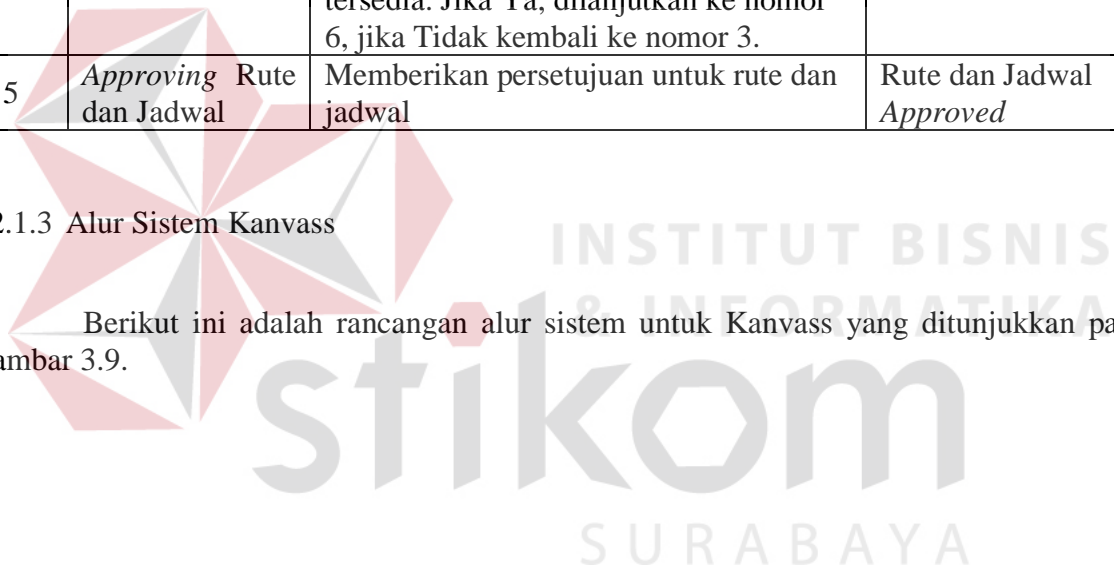 tersedia. Jika Ya, dilanjutkan ke nomor
6, jika Tidak kembali ke nomor 3.
5 Approving Rute Memberikan persetujuan untuk rute dan Rute dan Jadwal
dan Jadwal jadwal Approved
2.1.3 Alur Sistem Kanvass
INSTITUT BISNIS
& INFORMATIKA
Berikut ini adalah rancangan alur sistem untuk Kanvass yang ditunjukkan pa
ambar 3.9.
stikom
SURABAYA